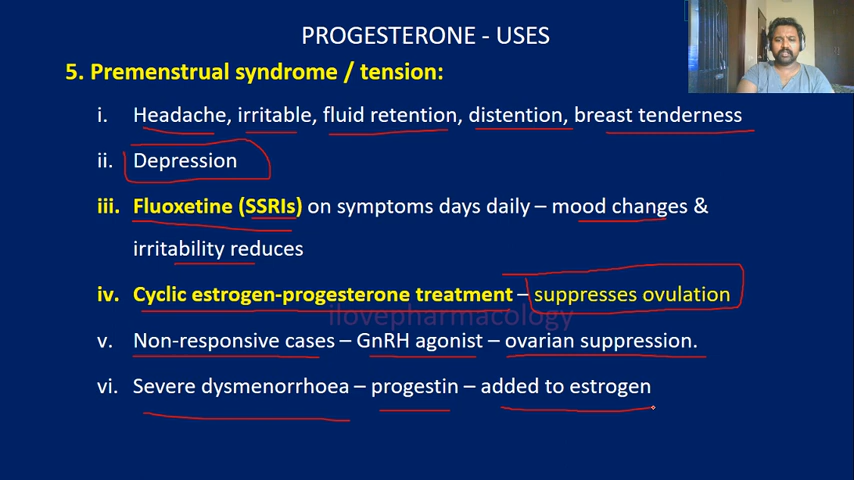 PROGESTERONE - USES
5. Premenstrual syndrome / tension:
i. Headache, irritable, fluid retention, distention, breast tenderness
ii. Depression
iii. Fluoxetine (SSRIs) on symptoms days daily – mood changes &
irritability reduces
iv. Cyclic estrogen-progesterone treatment – suppresses ovulation
ilovepharmacology
v. Non-responsive cases – GnRH agonist – ovarian suppression.
vi. Severe dysmenorrhoea – progestin – added to estrogen